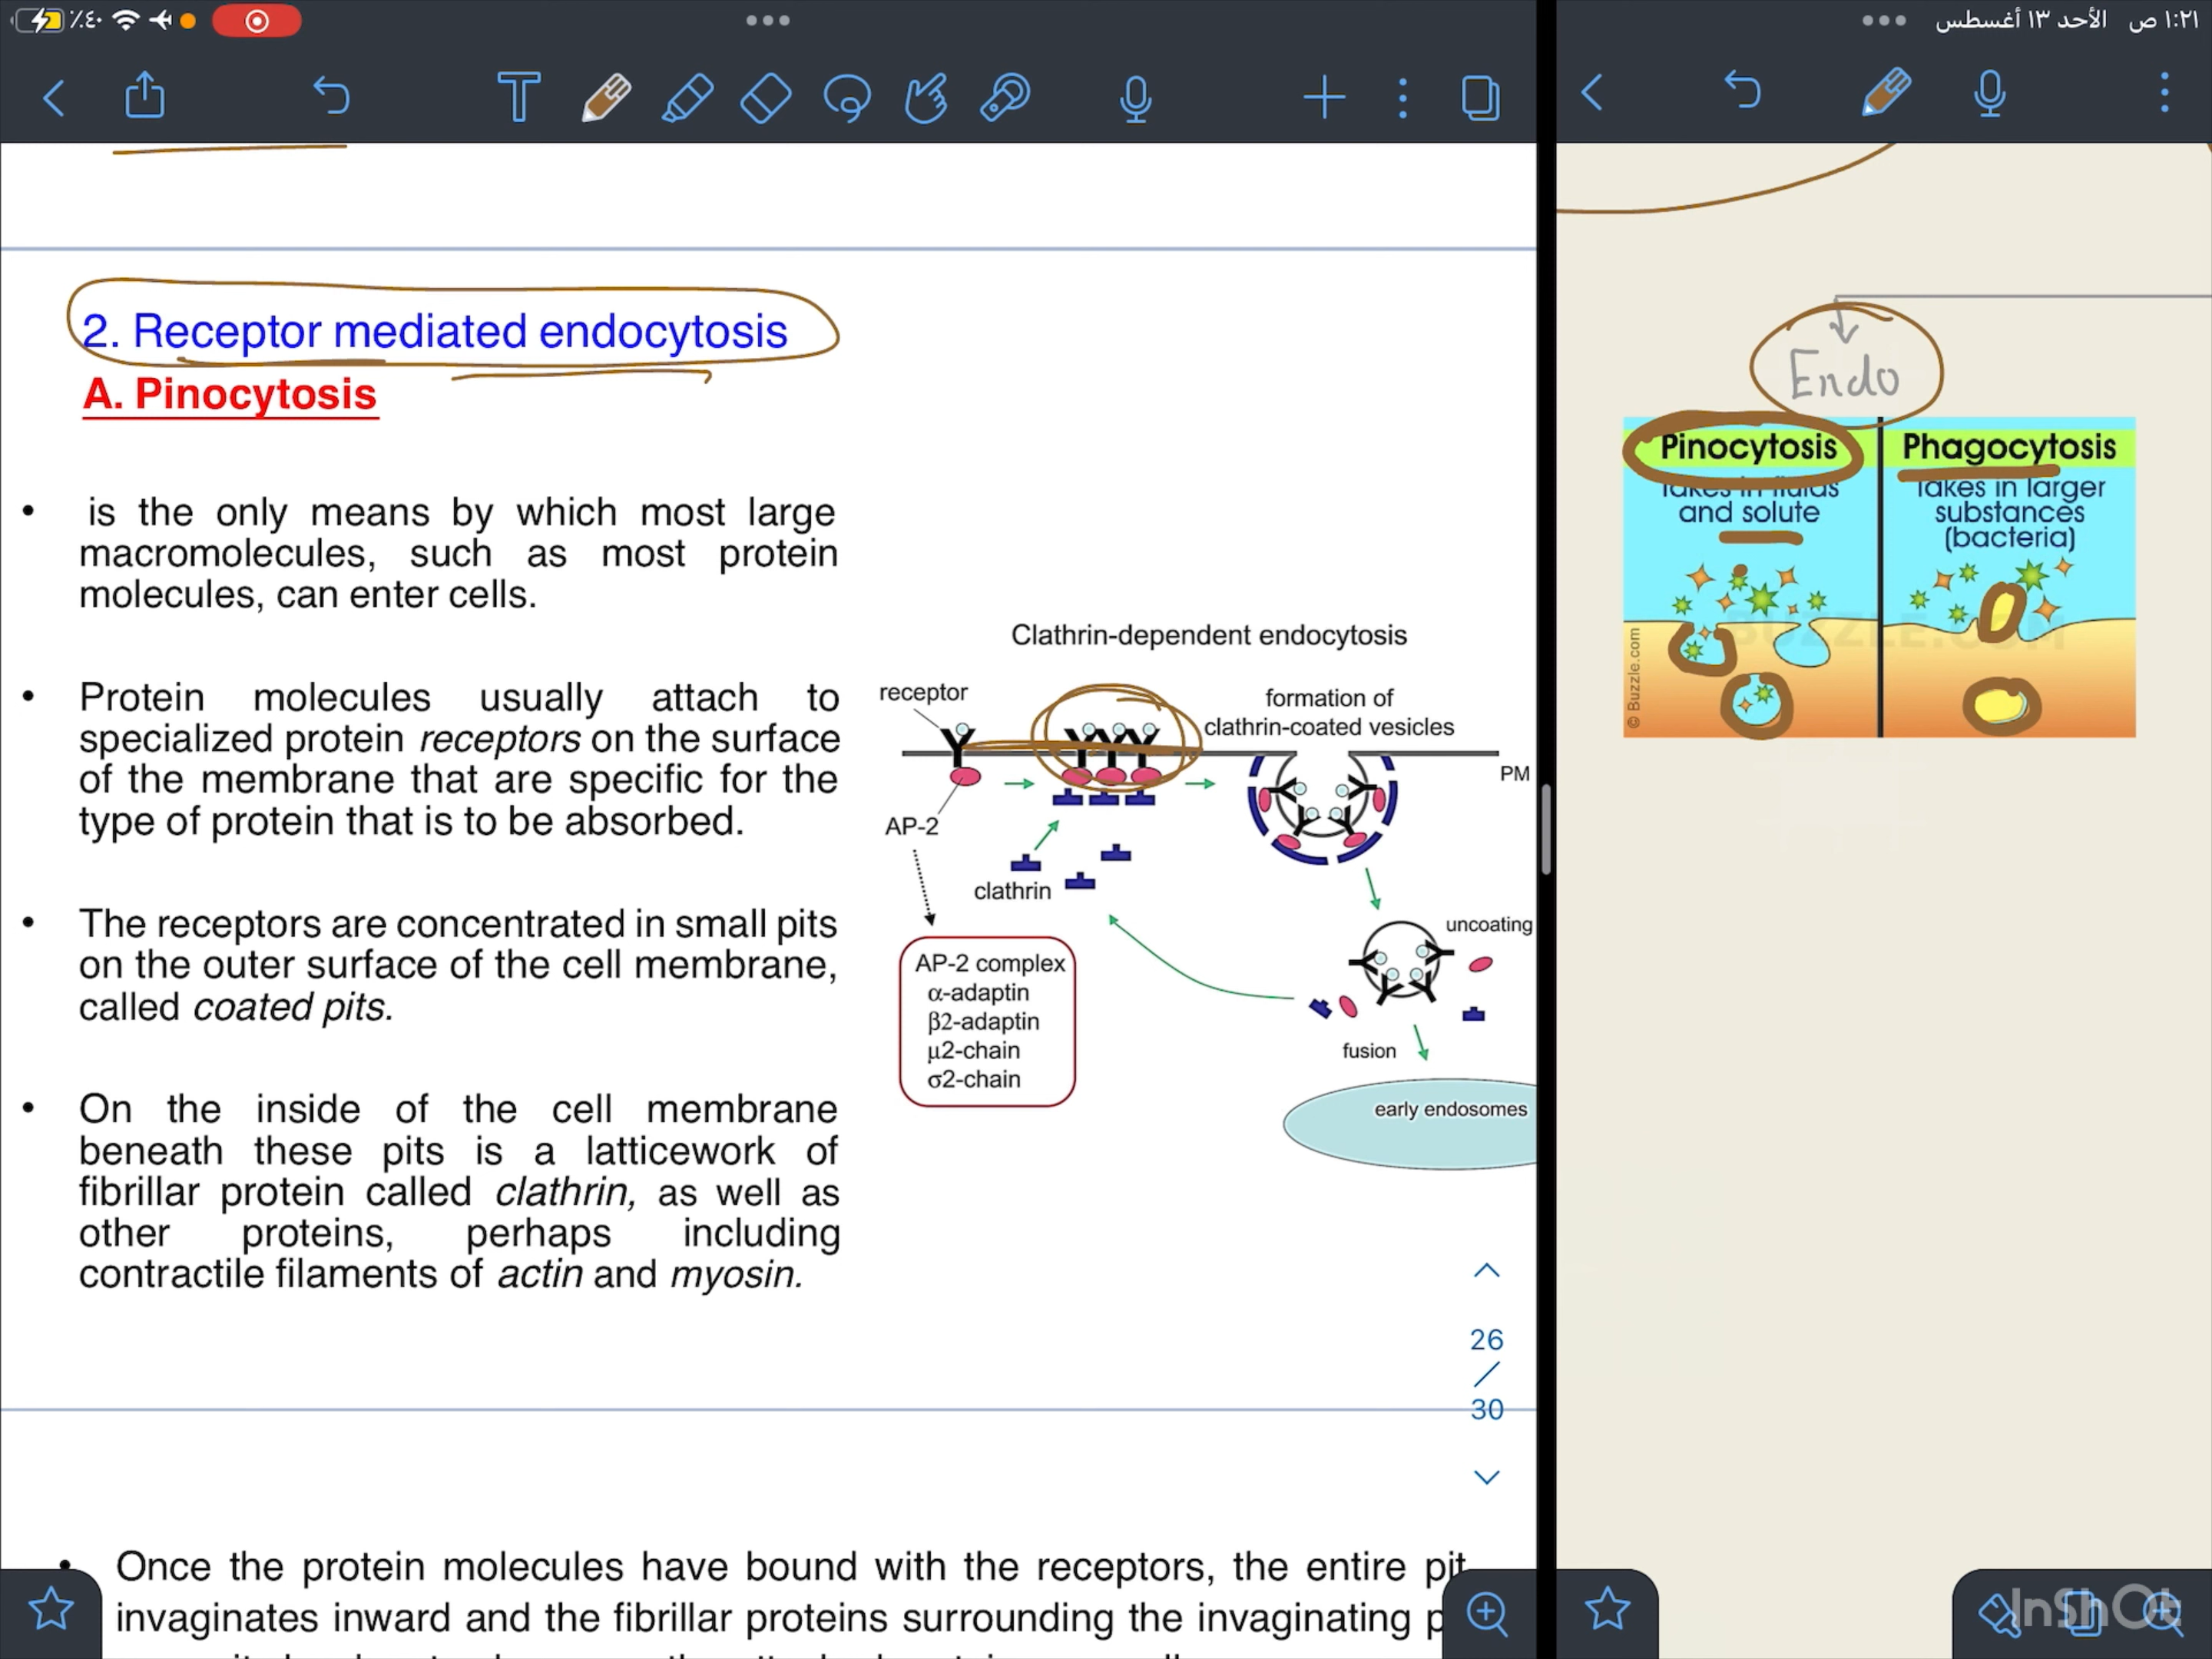 ٪٤٠
١:٢١ ص الأحد ١٣ أغسطس
2. Receptor mediated endocytosis
A. Pinocytosis
• is the only means by which most large
macromolecules, such as most protein
molecules, can enter cells.
• Protein molecules usually attach to
specialized protein receptors on the surface
of the membrane that are specific for the
type of protein that is to be absorbed.
• The receptors are concentrated in small pits
on the outer surface of the cell membrane,
called coated pits.
• On the inside of the cell membrane
beneath these pits is a latticework of
fibrillar protein called clathrin, as well as
other proteins, perhaps including
contractile filaments of actin and myosin.
Clathrin-dependent endocytosis
receptor
formation of
clathrin-coated vesicles
PM
AP-2
clathrin
uncoating
AP-2 complex
α-adaptin
β2-adaptin
μ2-chain
σ2-chain
fusion
early endosomes
26
/
30
• Once the protein molecules have bound with the receptors, the entire pit
invaginates inward and the fibrillar proteins surrounding the invaginating
Endo
Pinocytosis
Takes in fluids
and solute
Phagocytosis
Takes in larger
substances
(bacteria)
© Buzzle.com
BUZZLE.COM
InShOt